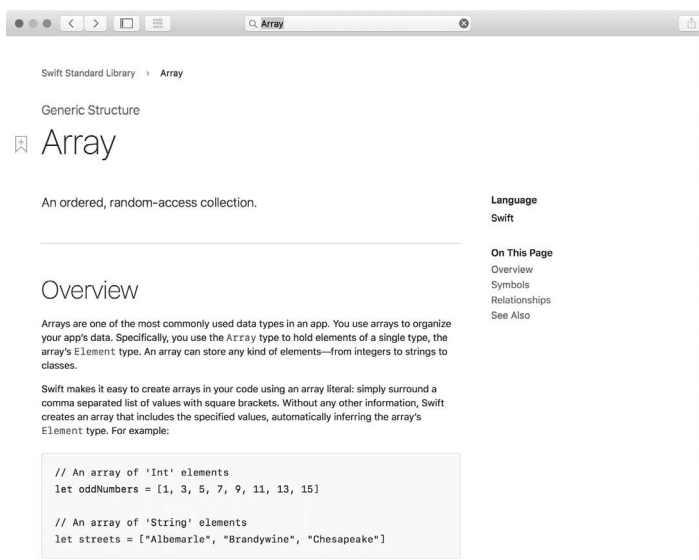 Array
Swift Standard Library › Array
Generic Structure
Array
An ordered, random-access collection.
Language
Swift
On This Page
Overview
Symbols
Relationships
See Also
Overview
Arrays are one of the most commonly used data types in an app. You use arrays to organize
your app's data. Specifically, you use the Array type to hold elements of a single type, the
array's Element type. An array can store any kind of elements—from integers to strings to
classes.
Swift makes it easy to create arrays in your code using an array literal: simply surround a
comma separated list of values with square brackets. Without any other information, Swift
creates an array that includes the specified values, automatically inferring the array's
Element type. For example:
// An array of 'Int' elements
let oddNumbers = [1, 3, 5, 7, 9, 11, 13, 15]
// An array of 'String' elements
let streets = ["Albemarle", "Brandywine", "Chesapeake"]